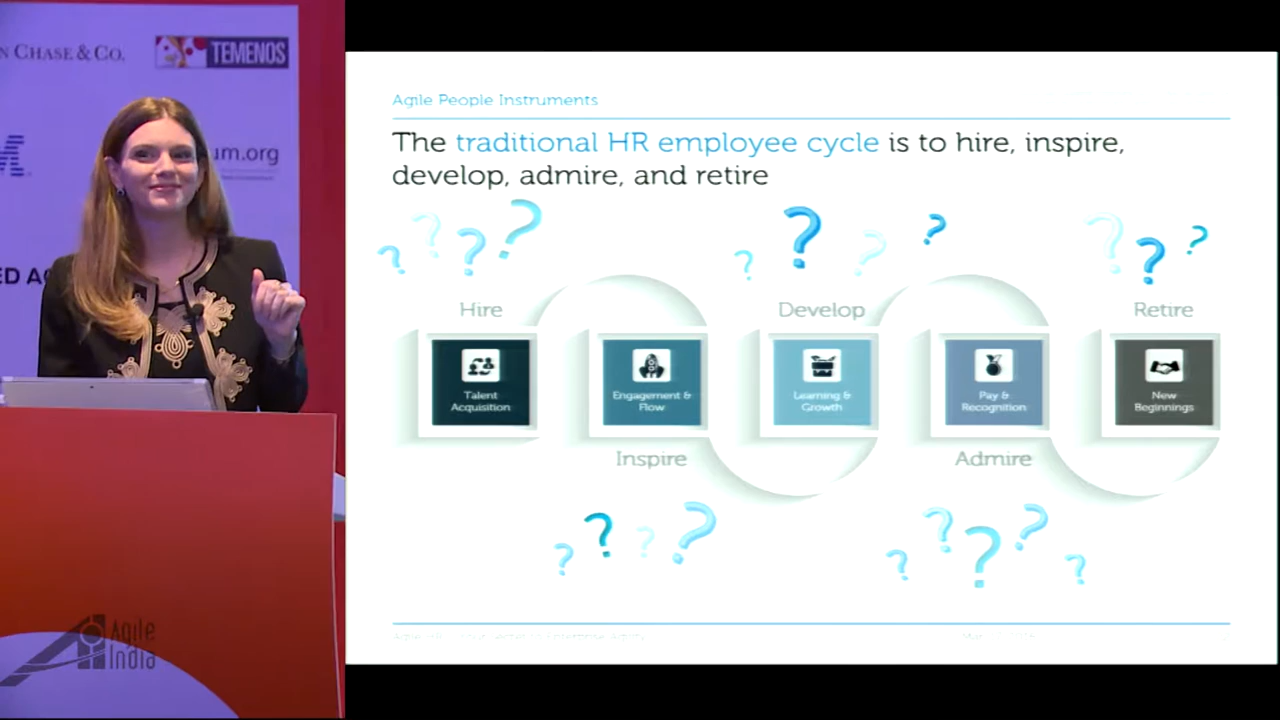 N CHASE & CO.
TEMENOS
um.org
ED AC
Agile
India
Agile People Instruments
The traditional HR employee cycle is to hire, inspire,
develop, admire, and retire
Hire
Develop
Retire
Talent
Acquisition
Engagement &
Flow
Learning &
Growth
Pay &
Recognition
New
Beginnings
Inspire
Admire